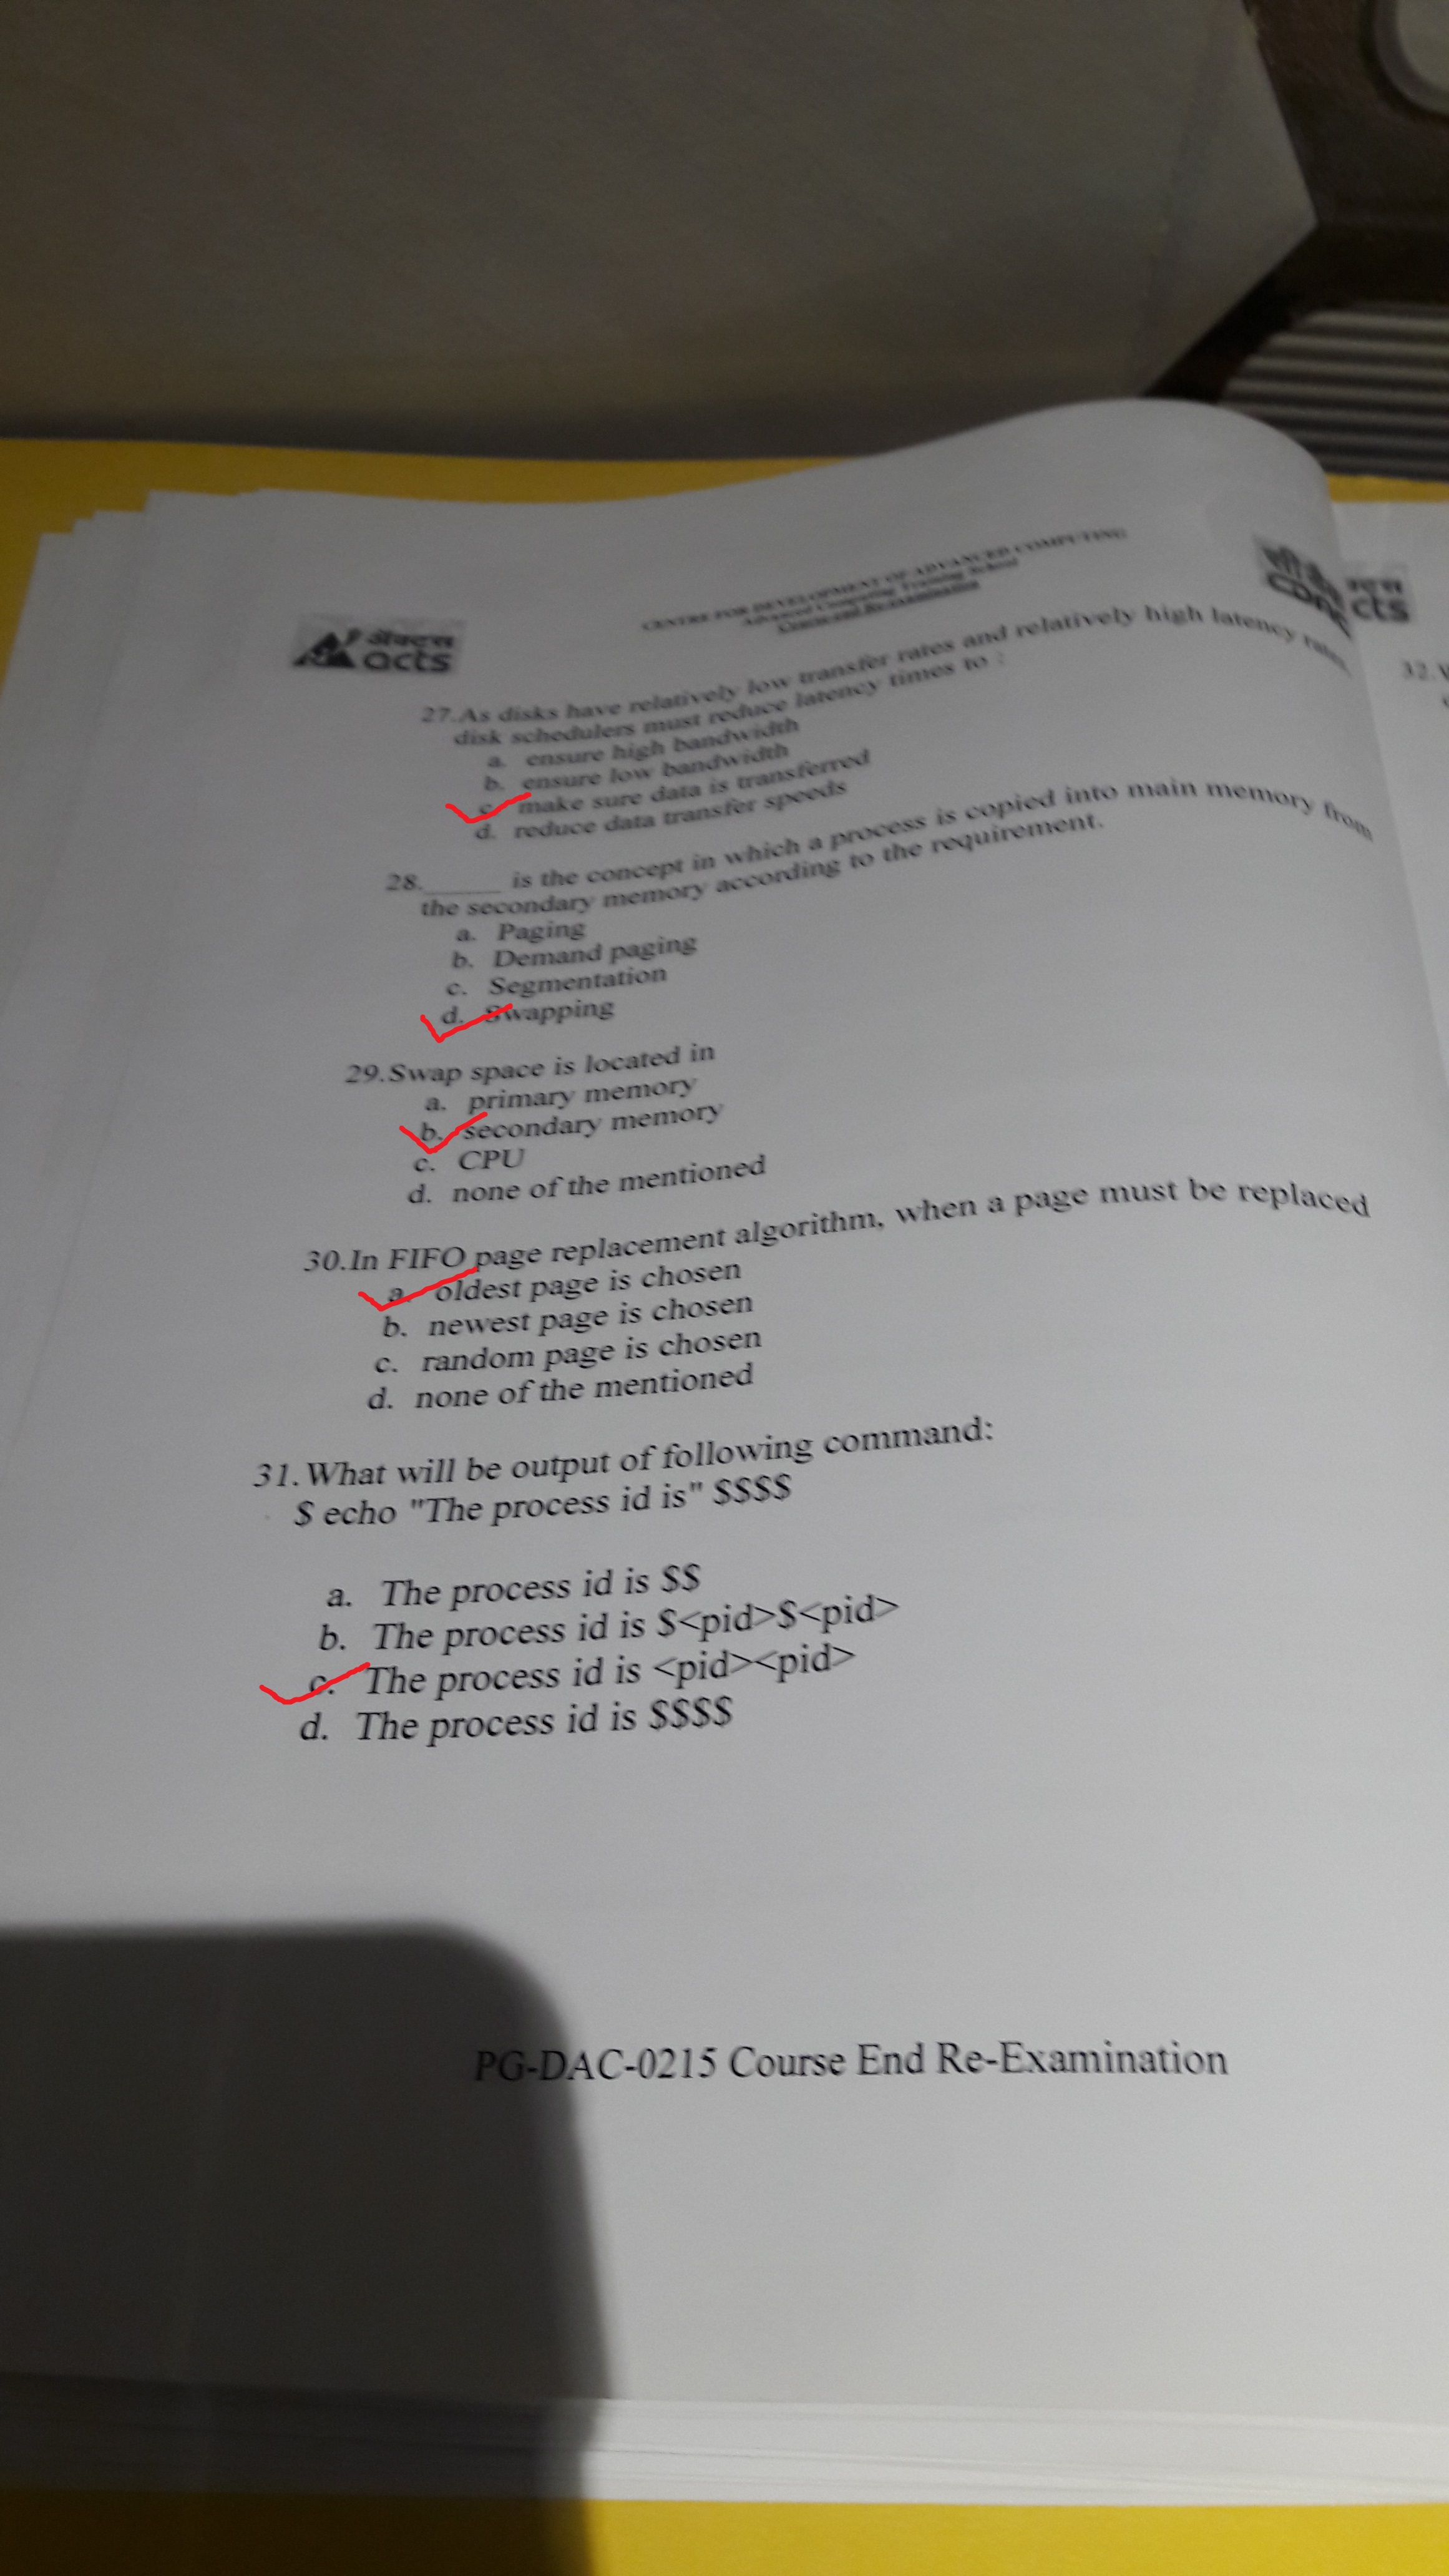 एक्टस
acts
CENTRE FOR DEVELOPMENT OF ADVANCED COMPUTING
Advanced Computing Training School
Course end Re-examination
सी डैक
CDAC
27.As disks have relatively low transfer rates and relatively high latency rates,
disk schedulers must reduce latency times to :
a. ensure high bandwidth
b. ensure low bandwidth
c. make sure data is transferred
d. reduce data transfer speeds
28.______ is the concept in which a process is copied into main memory from
the secondary memory according to the requirement.
a. Paging
b. Demand paging
c. Segmentation
d. Swapping
29.Swap space is located in
a. primary memory
b. secondary memory
c. CPU
d. none of the mentioned
30.In FIFO page replacement algorithm, when a page must be replaced
a. oldest page is chosen
b. newest page is chosen
c. random page is chosen
d. none of the mentioned
31. What will be output of following command:
$ echo "The process id is" $$$$
a. The process id is $$
b. The process id is $<pid>$<pid>
c. The process id is <pid><pid>
d. The process id is $$$$
PG-DAC-0215 Course End Re-Examination
cts
32.